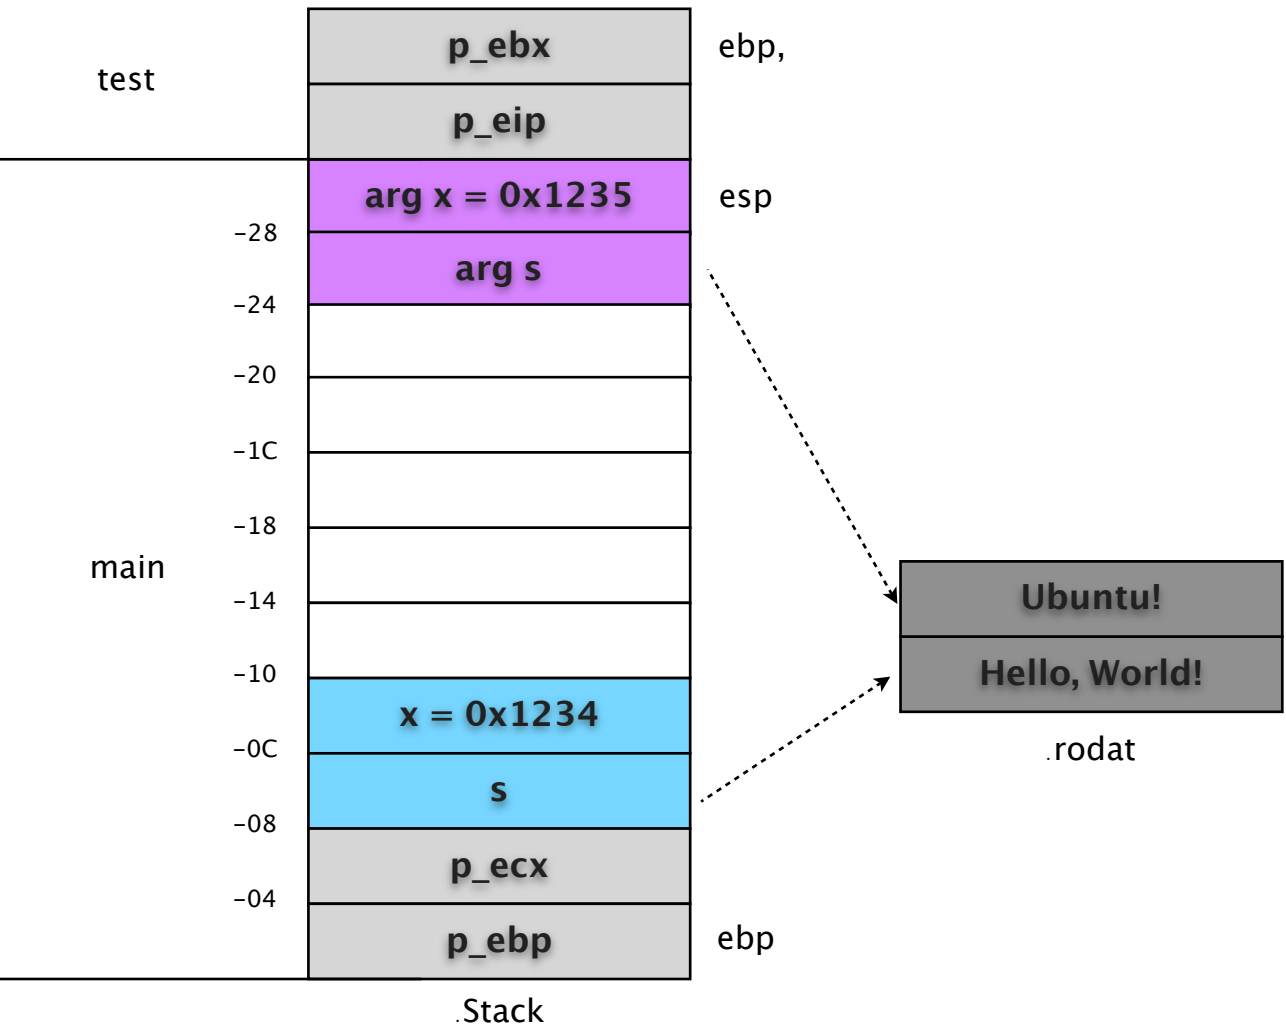 p_ebx
ebp,
test
p_eip
arg x = 0x1235
esp
-28
arg s
-24
-20
-1C
-18
main
-14
Ubuntu!
-10
Hello, World!
x = 0x1234
-0C
.rodat
s
-08
p_ecx
-04
p_ebp
ebp
.Stack